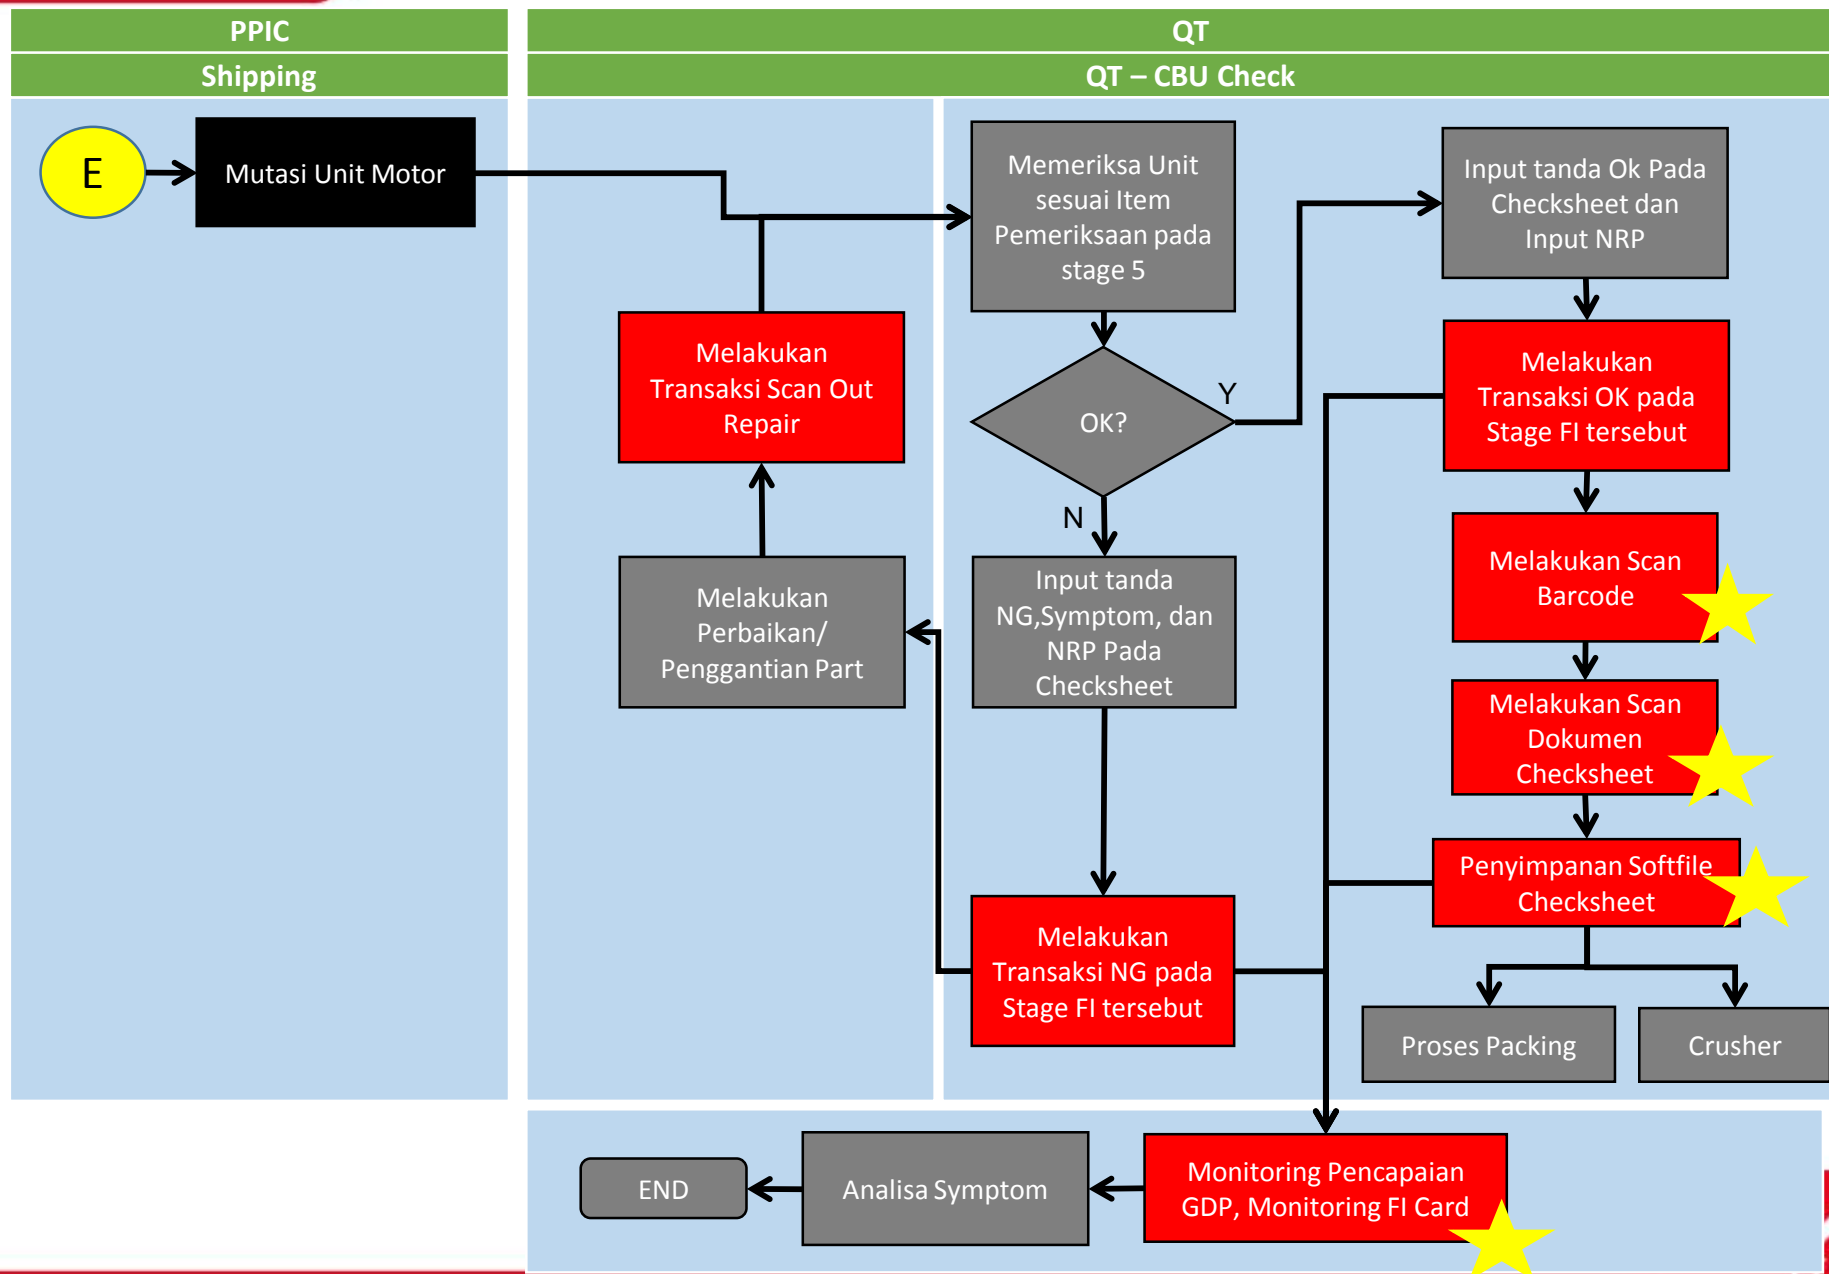 PPIC
QT
Shipping
QT – CBU Check
E
Mutasi Unit Motor
Memeriksa Unit
sesuai Item
Pemeriksaan pada
stage 5
Input tanda Ok Pada
Checksheet dan
Input NRP
Melakukan
Transaksi Scan Out
Repair
OK?
Y
N
Melakukan
Transaksi OK pada
Stage FI tersebut
Melakukan Scan
Barcode
Melakukan
Perbaikan/
Penggantian Part
Input tanda
NG,Symptom, dan
NRP Pada
Checksheet
Melakukan Scan
Dokumen
Checksheet
Penyimpanan Softfile
Checksheet
Melakukan
Transaksi NG pada
Stage FI tersebut
Proses Packing
Crusher
END
Analisa Symptom
Monitoring Pencapaian
GDP, Monitoring FI Card